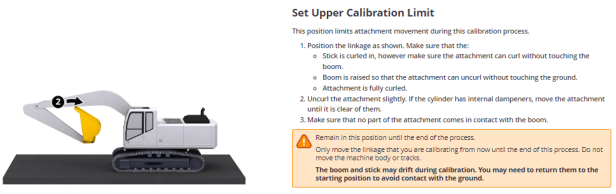 Set Upper Calibration Limit
This position limits attachment movement during this calibration process.
1. Position the linkage as shown. Make sure that the:
Stick is curled in, however make sure the attachment can curl without touching the
boom.
Boom is raised so that the attachment can uncurl without touching the ground.
Attachment is fully curled.
2. Uncurl the attachment slightly. If the cylinder has internal dampeners, move the attachment
until it is clear of them.
3. Make sure that no part of the attachment comes in contact with the boom.
2
Remain in this position until the end of the process.
Only move the linkage that you are calibrating from now until the end of this process. Do not
move the machine body or tracks.
The boom and stick may drift during calibration. You may need to return them to the
starting position to avoid contact with the ground.